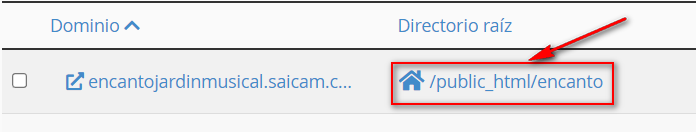 Dominio Directorio raíz
encantojardinmusical.saicam.c... /public_html/encanto